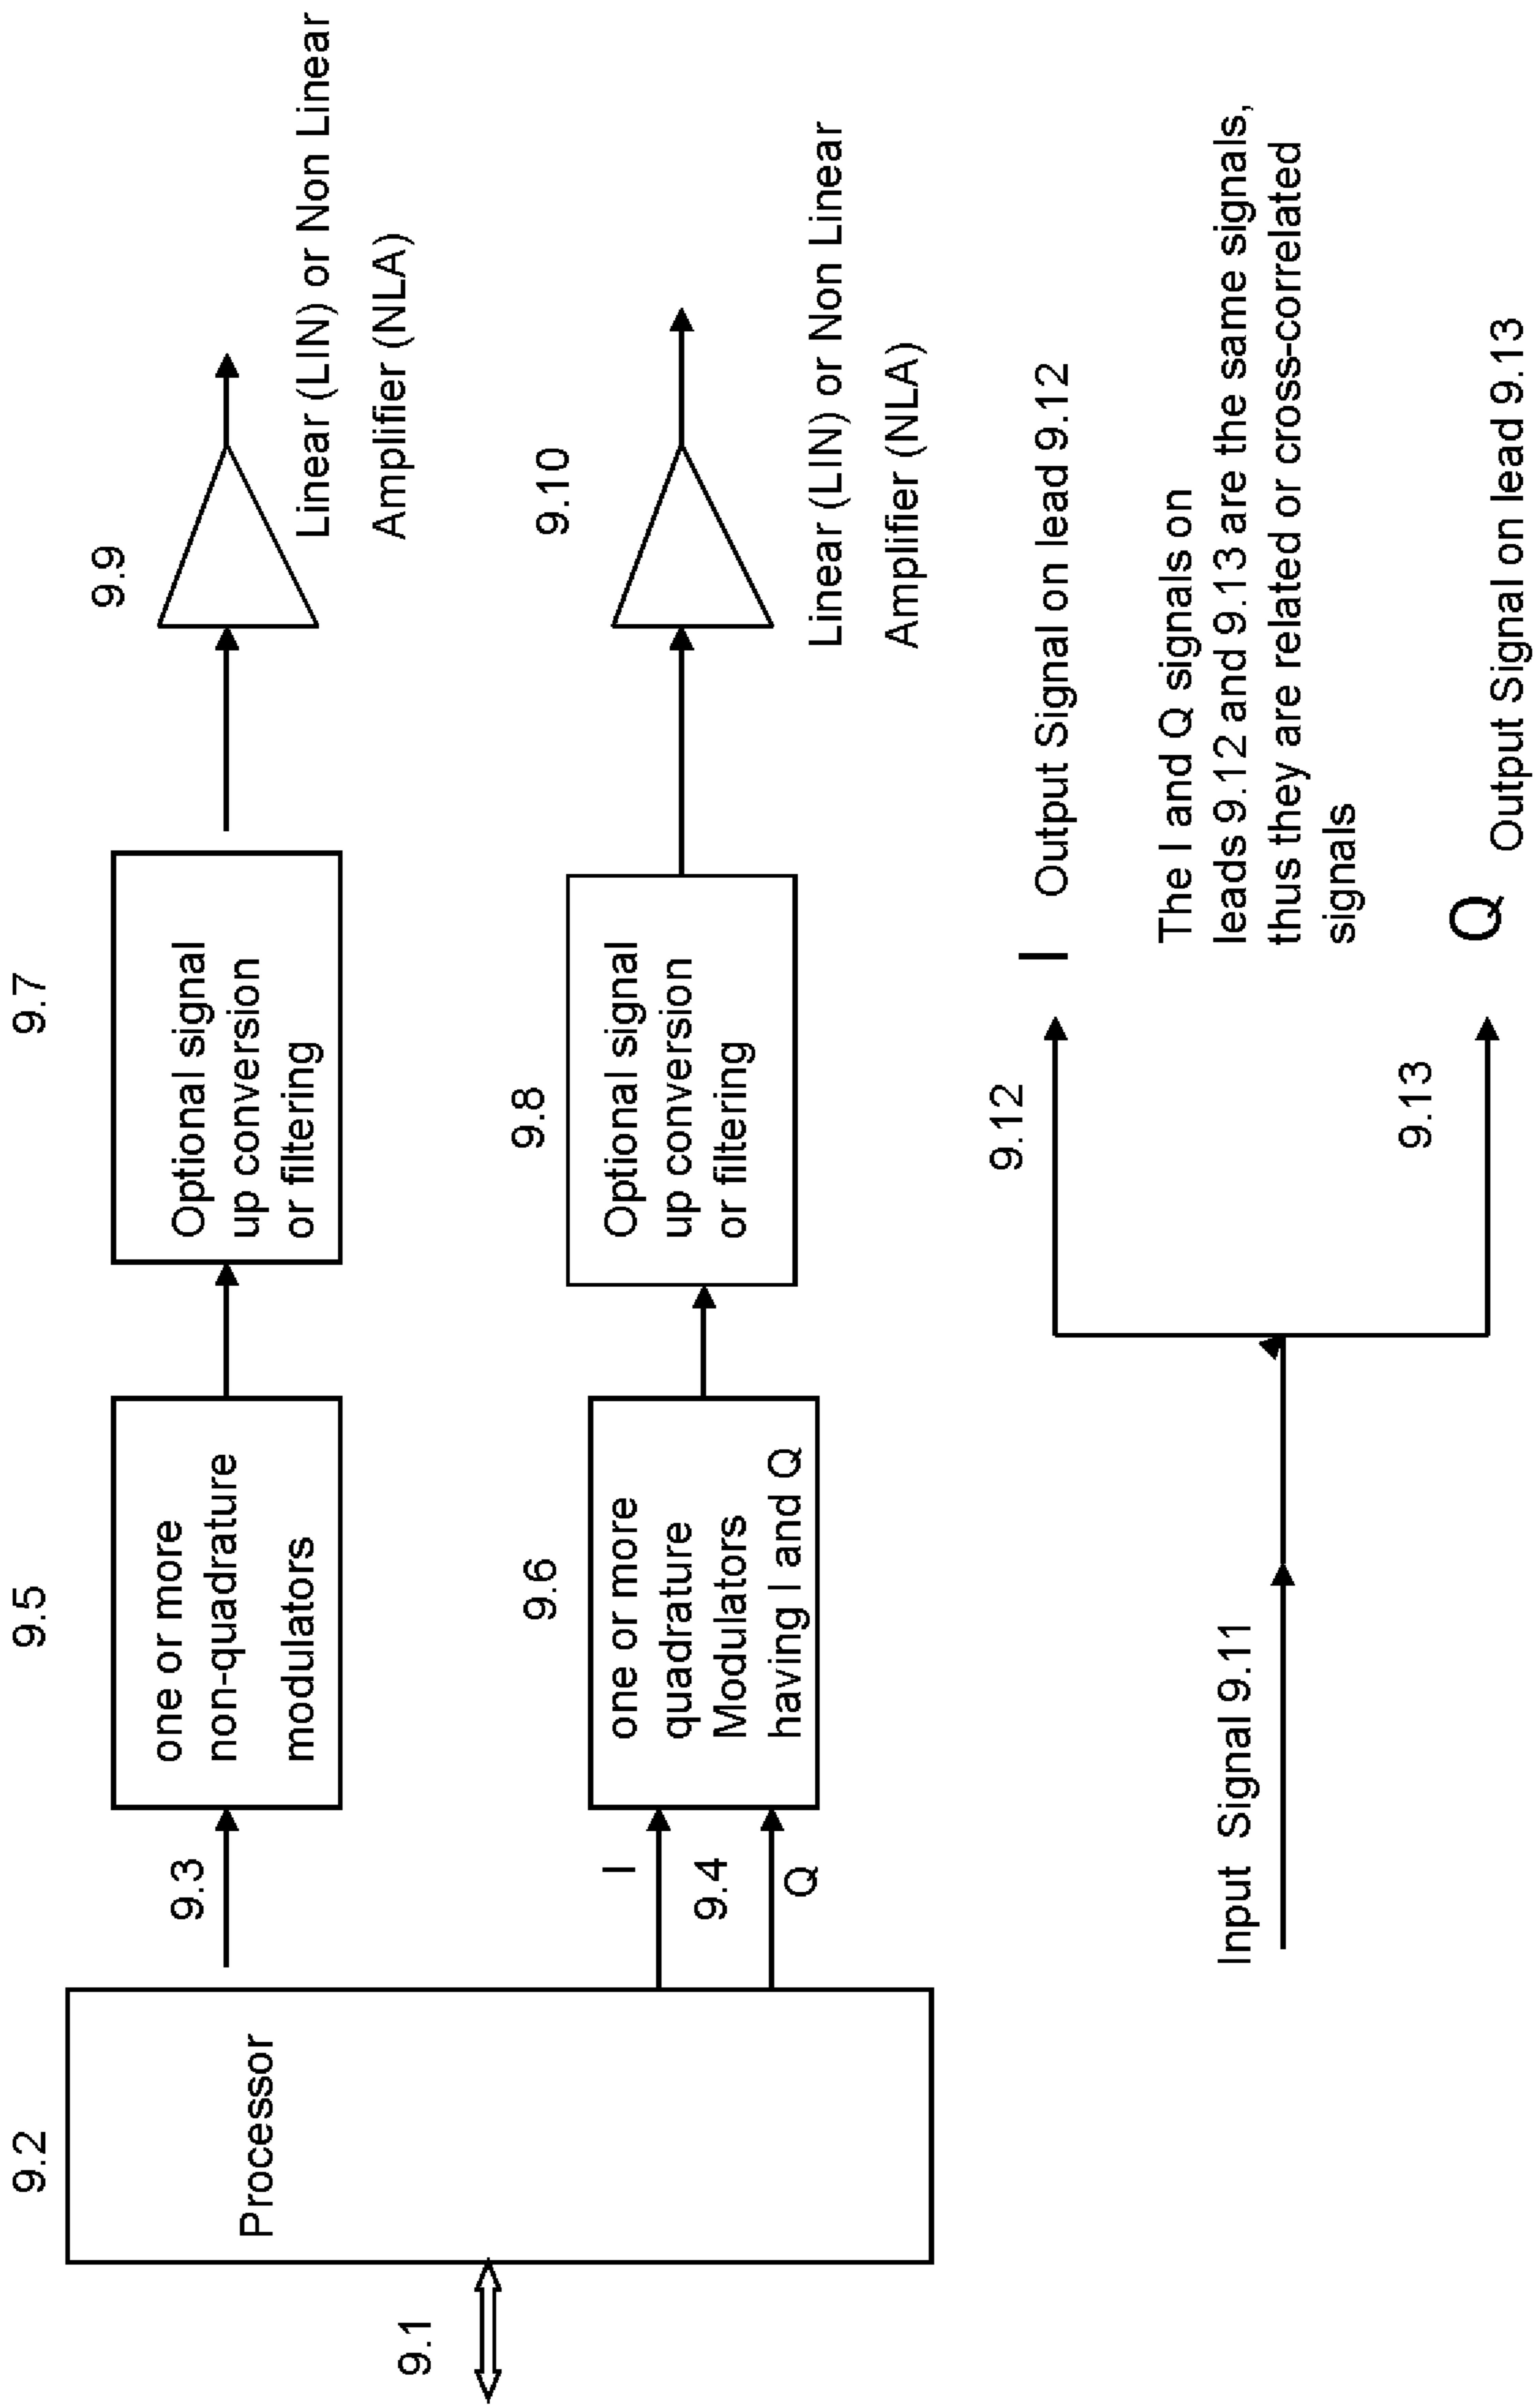 9.2
Processor
9.1
9.3
I
9.4
Q
9.5
one or more
non-quadrature
modulators
9.6
one or more
quadrature
Modulators
having I and Q
9.7
Optional signal
up conversion
or filtering
9.8
Optional signal
up conversion
or filtering
9.9
Linear (LIN) or Non Linear
Amplifier (NLA)
9.10
Linear (LIN) or Non Linear
Amplifier (NLA)
Input Signal 9.11
9.12
I
Output Signal on lead 9.12
The I and Q signals on
leads 9.12 and 9.13 are the same signals,
thus they are related or cross-correlated
signals
9.13
Q
Output Signal on lead 9.13